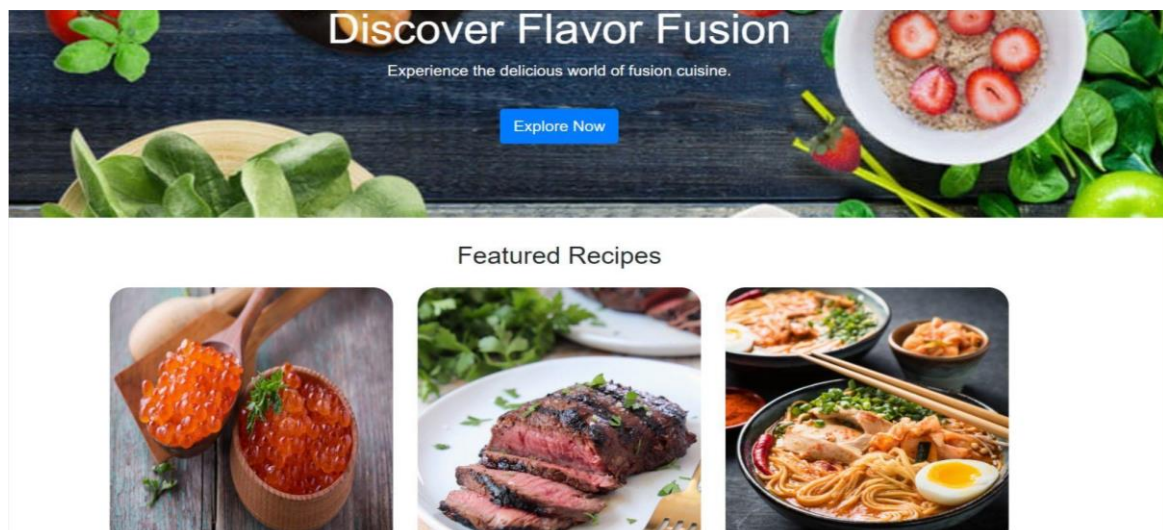 Discover Flavor Fusion
Experience the delicious world of fusion cuisine.
Explore Now
Featured Recipes